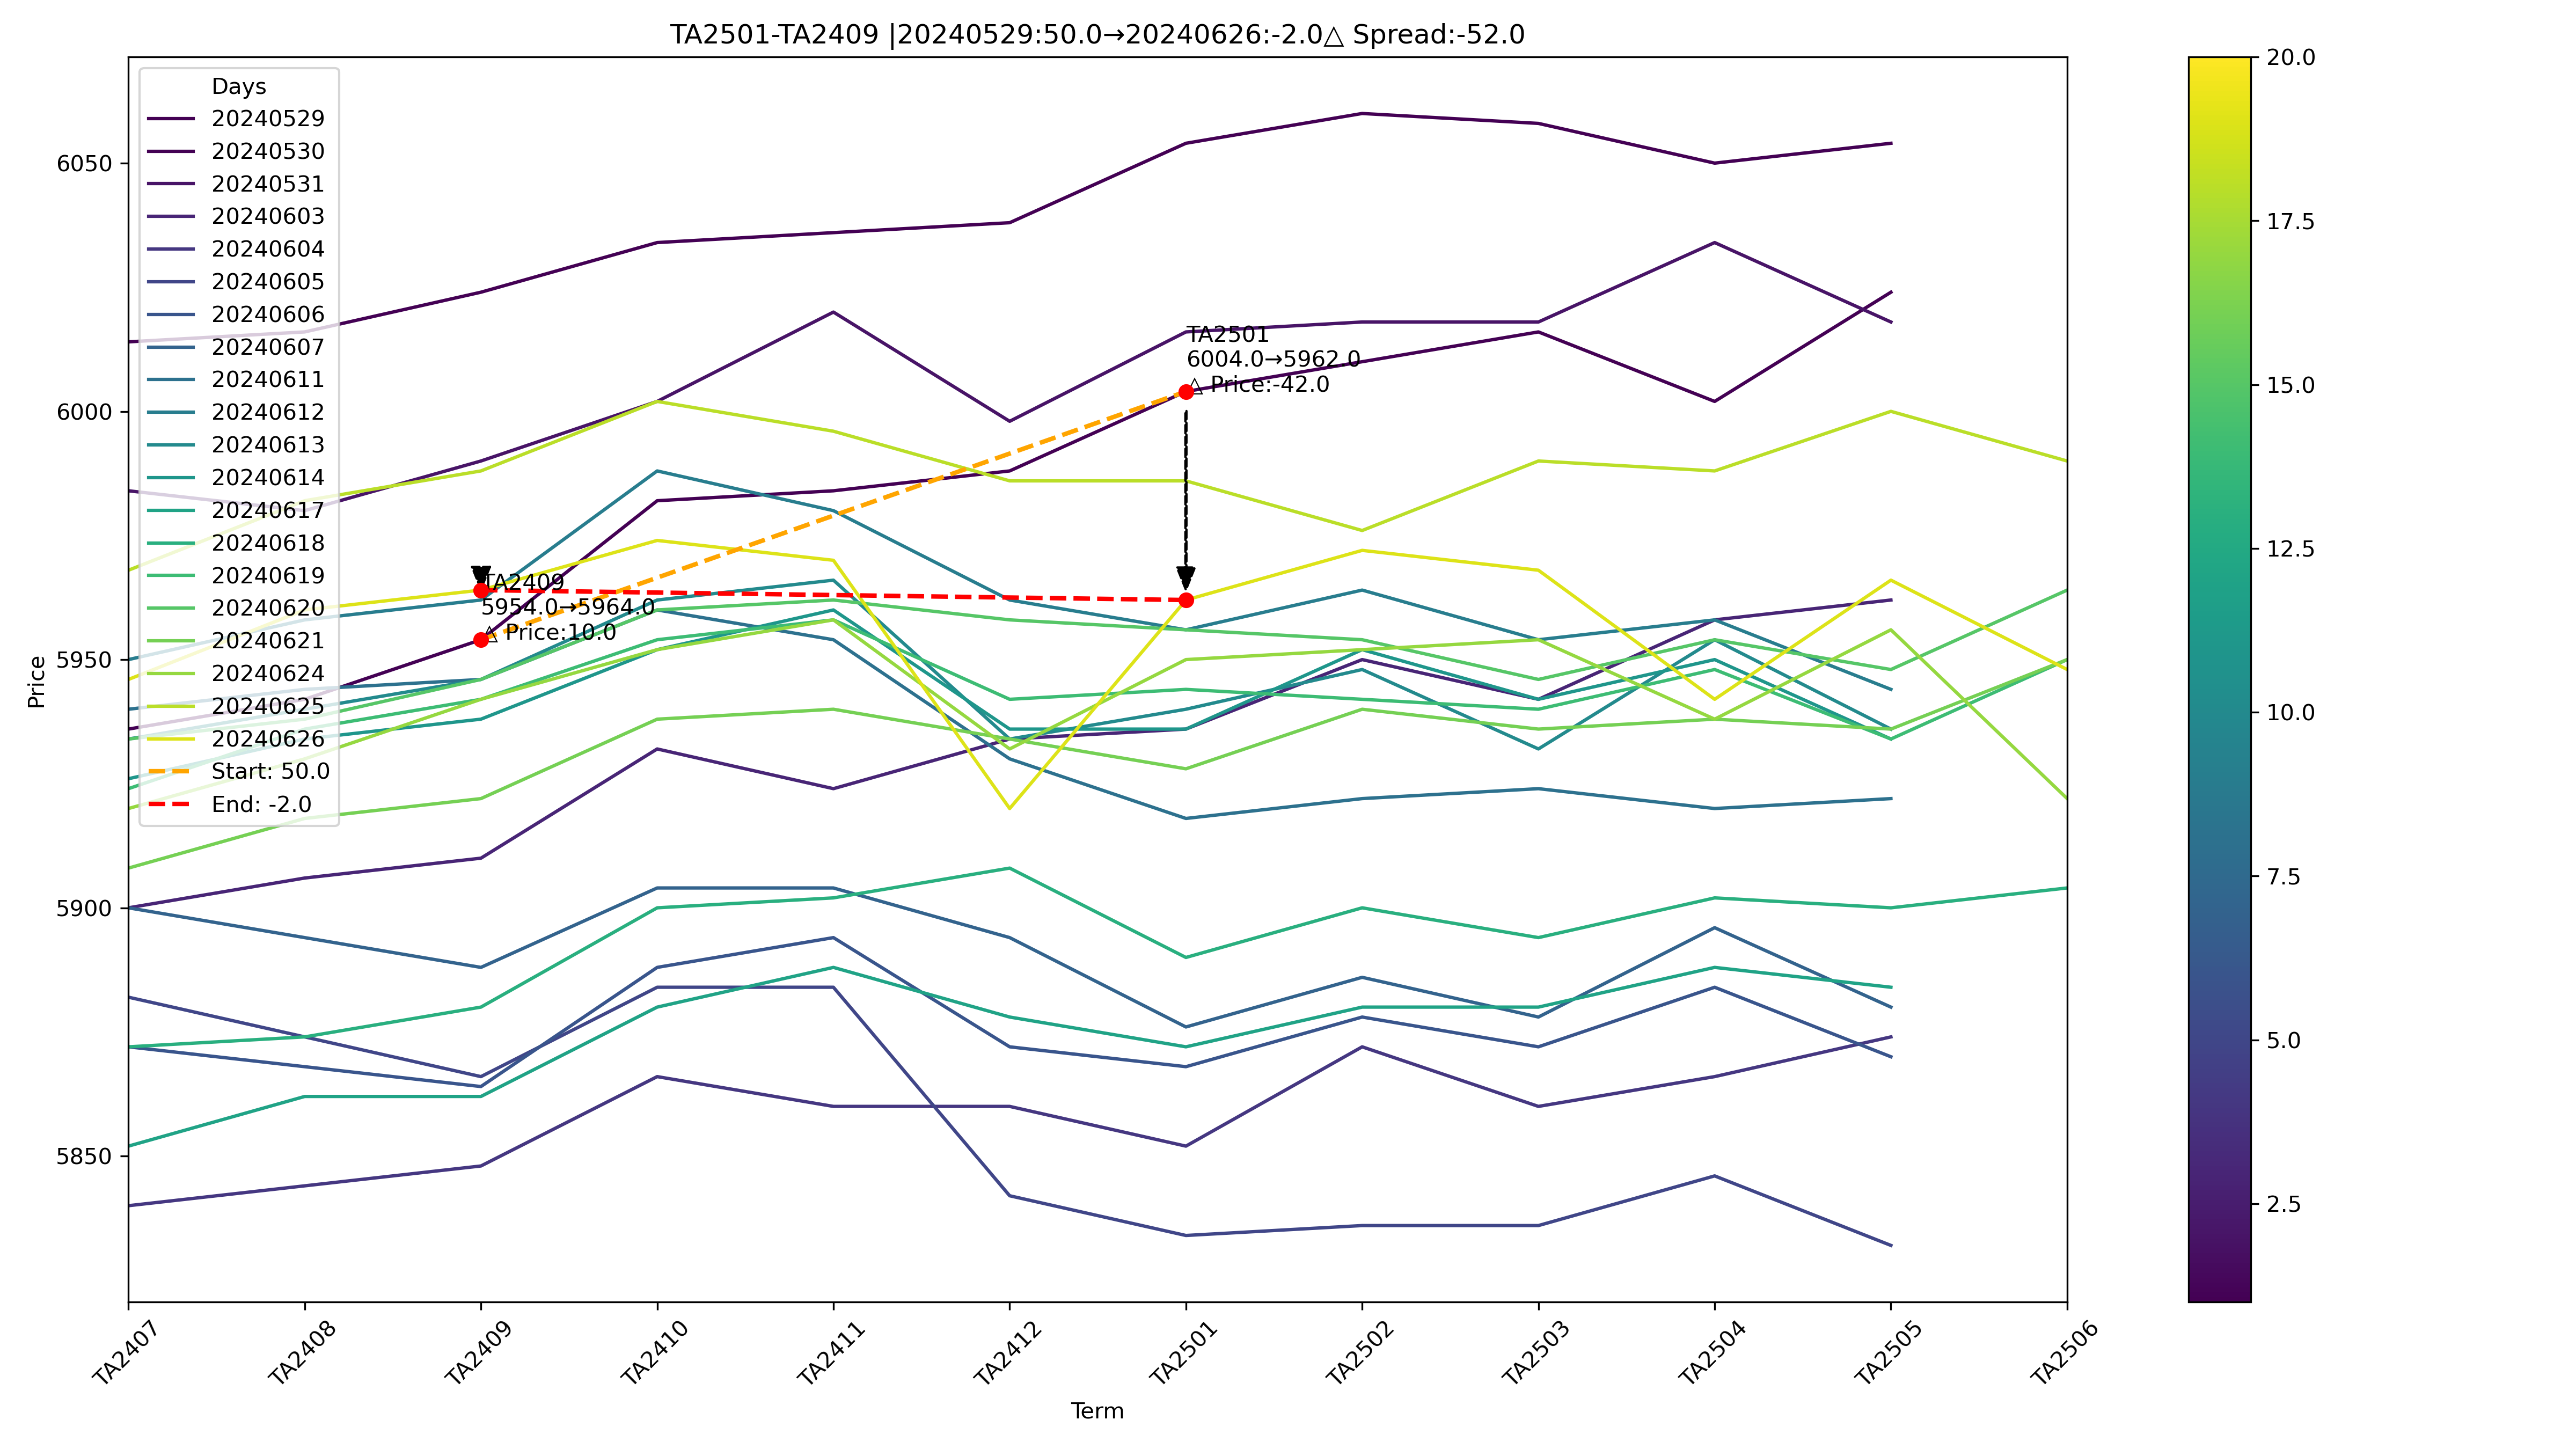 TA2501-TA2409 |20240529:50.0→20240626:-2.0△ Spread:-52.0
Days
20240529
20240530
20240531
20240603
20240604
20240605
20240606
20240607
20240611
20240612
20240613
20240614
20240617
20240618
20240619
20240620
20240621
20240624
20240625
20240626
Start: 50.0
End: -2.0
TA2501
6004.0→5962.0
△ Price:-42.0
TA2409
5954.0→5964.0
△ Price:10.0
Price
6050
6000
5950
5900
5850
TA2407
TA2408
TA2409
TA2410
TA2411
TA2412
TA2501
TA2502
TA2503
TA2504
TA2505
TA2506
Term
20.0
17.5
15.0
12.5
10.0
7.5
5.0
2.5